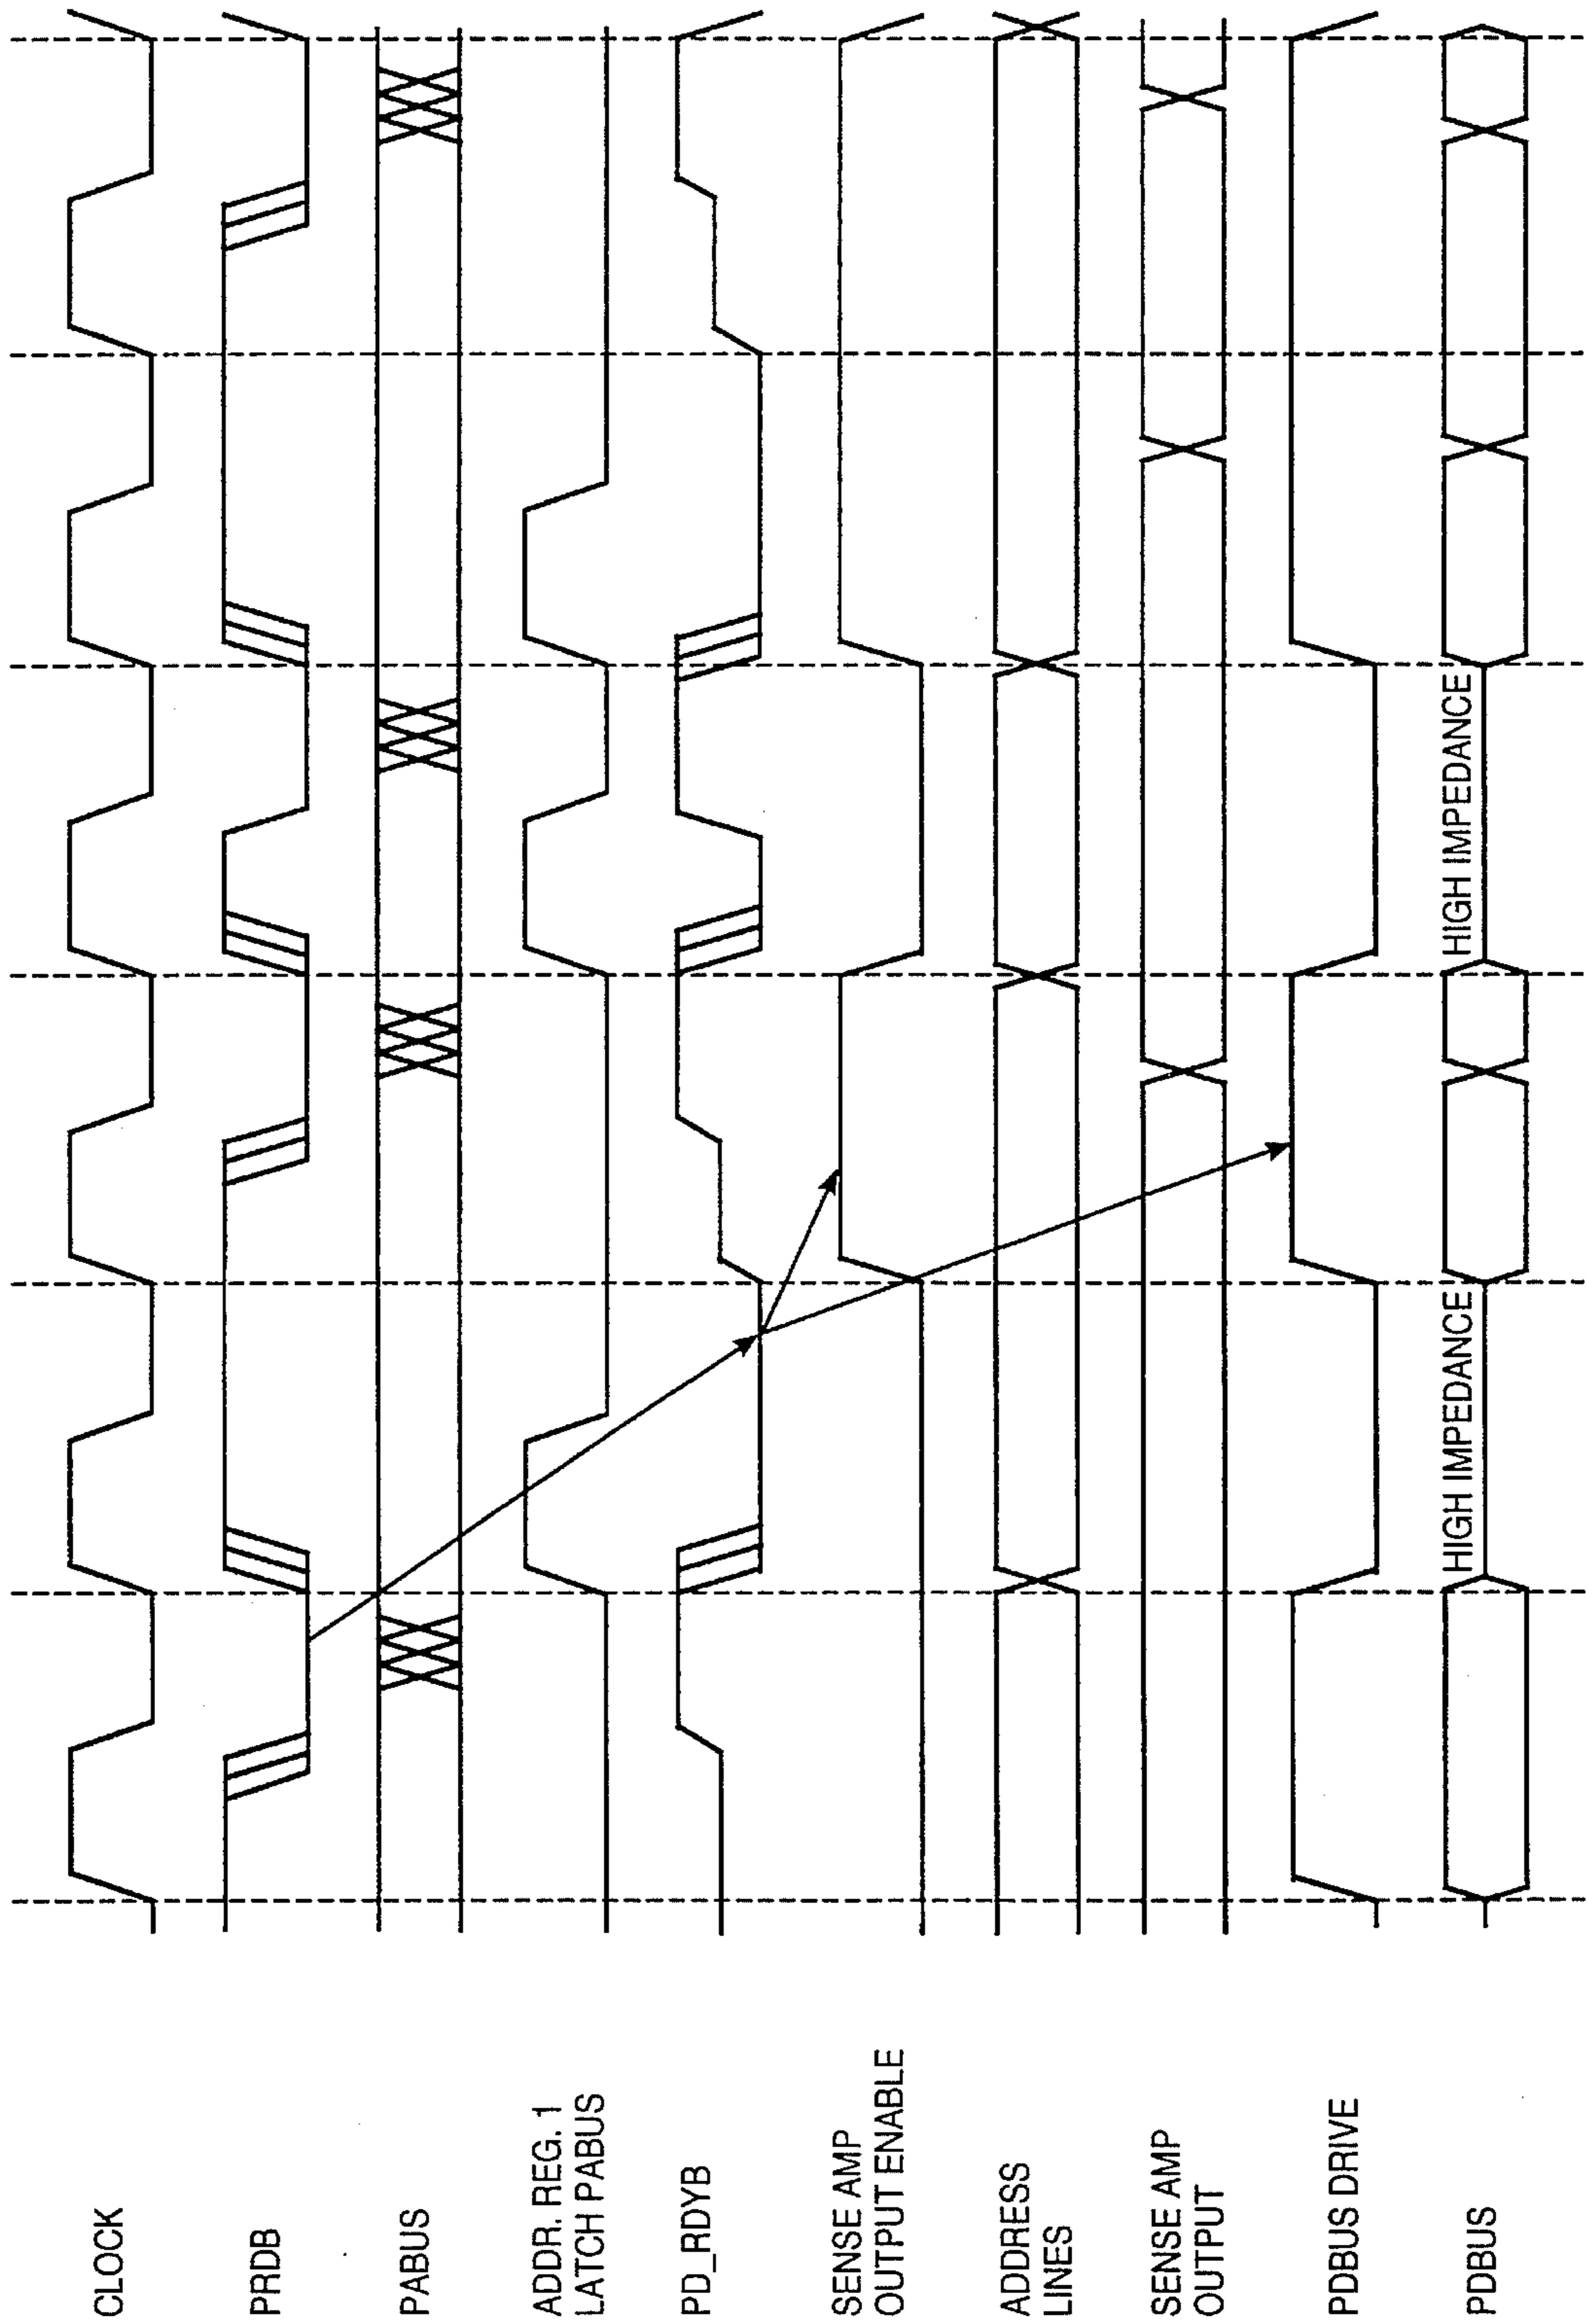 CLOCK
PRDB
PABUS
ADDR. REG. 1
LATCH PABUS
PD_RDYB
SENSE AMP
OUTPUT ENABLE
ADDRESS
LINES
SENSE AMP
OUTPUT
PDBUS DRIVE
PDBUS
HIGH IMPEDANCE
HIGH IMPEDANCE